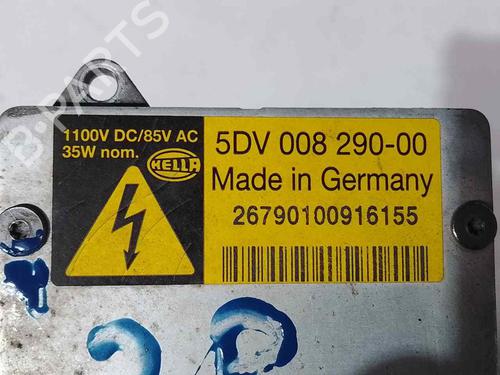 B-PARTS
1100V DC/85V AC
35W nom.
HELLA
5DV 008 290-00
Made in Germany
26790100916155